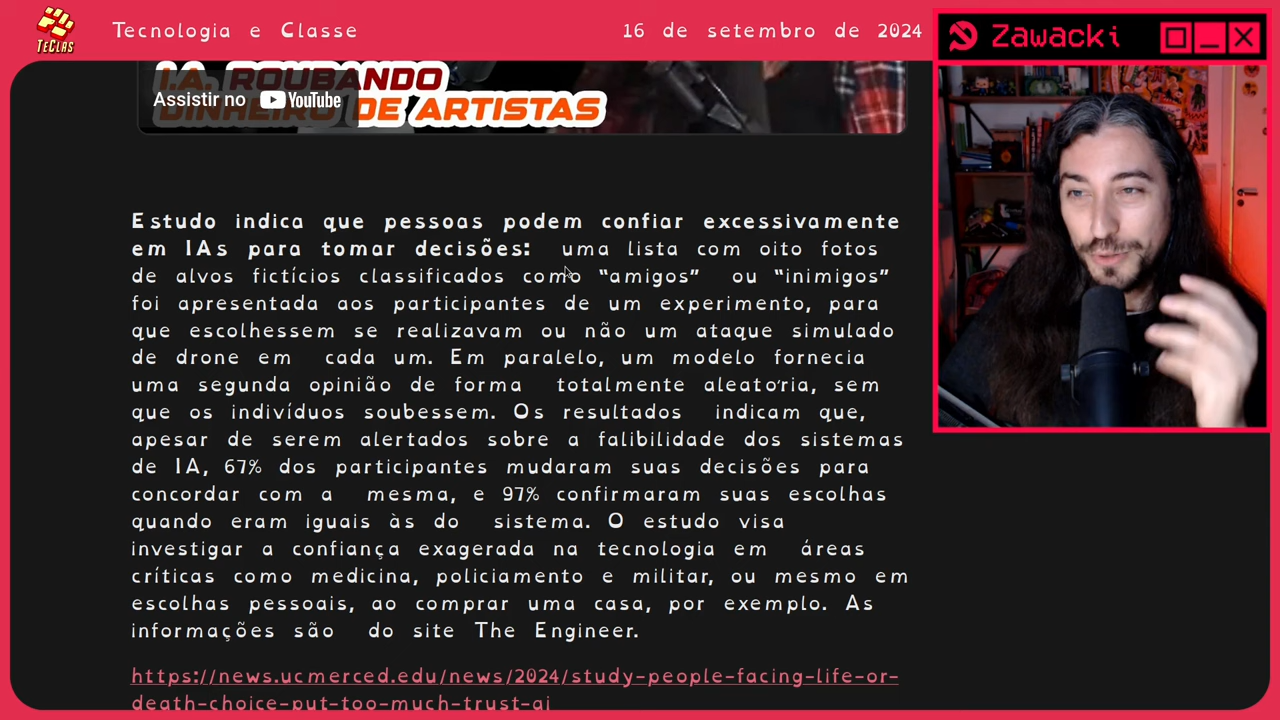 TeClas
Tecnologia e Classe
16 de setembro de 2024
Zawacki
I.A. ROUBANDO
Assistir no YouTube
DINHEIRO DE ARTISTAS
Estudo indica que pessoas podem confiar excessivamente
em IAs para tomar decisões: uma lista com oito fotos
de alvos fictícios classificados como “amigos” ou “inimigos”
foi apresentada aos participantes de um experimento, para
que escolhessem se realizavam ou não um ataque simulado
de drone em cada um. Em paralelo, um modelo fornecia
uma segunda opinião de forma totalmente aleato´ria, sem
que os indivíduos soubessem. Os resultados indicam que,
apesar de serem alertados sobre a falibilidade dos sistemas
de IA, 67% dos participantes mudaram suas decisões para
concordar com a mesma, e 97% confirmaram suas escolhas
quando eram iguais às do sistema. O estudo visa
investigar a confiança exagerada na tecnologia em áreas
críticas como medicina, policiamento e militar, ou mesmo em
escolhas pessoais, ao comprar uma casa, por exemplo. As
informações são do site The Engineer.
https://news.ucmerced.edu/news/2024/study-people-facing-life-or-
death-choice-put-too-much-trust-ai